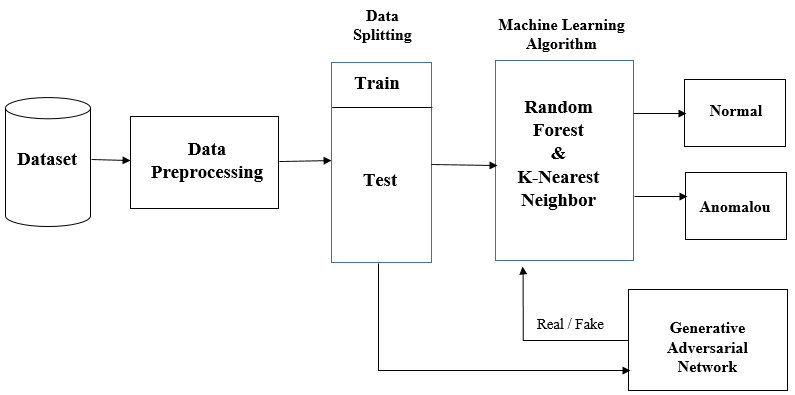 Data
Splitting
Machine Learning
Algorithm
Dataset
Data
Preprocessing
Train
Test
Random
Forest
&
K-Nearest
Neighbor
Normal
Anomalou
Real / Fake
Generative
Adversarial
Network